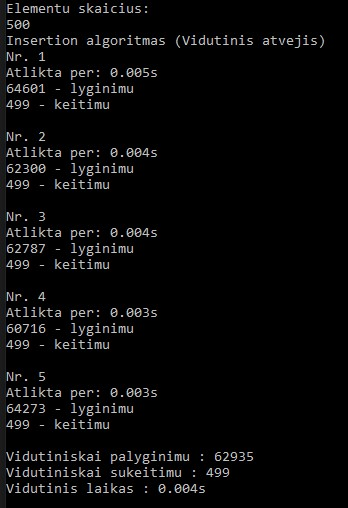 Elementu skaicius:
500
Insertion algoritmas (Vidutinis atvejis)
Nr. 1
Atlikta per: 0.005s
64601 - lyginimu
499 - keitimu
Nr. 2
Atlikta per: 0.004s
62300 - lyginimu
499 - keitimu
Nr. 3
Atlikta per: 0.004s
62787 - lyginimu
499 - keitimu
Nr. 4
Atlikta per: 0.003s
60716 - lyginimu
499 - keitimu
Nr. 5
Atlikta per: 0.003s
64273 - lyginimu
499 - keitimu
Vidutiniskai palyginimu : 62935
Vidutiniskai sukeitimu : 499
Vidutinis laikas : 0.004s